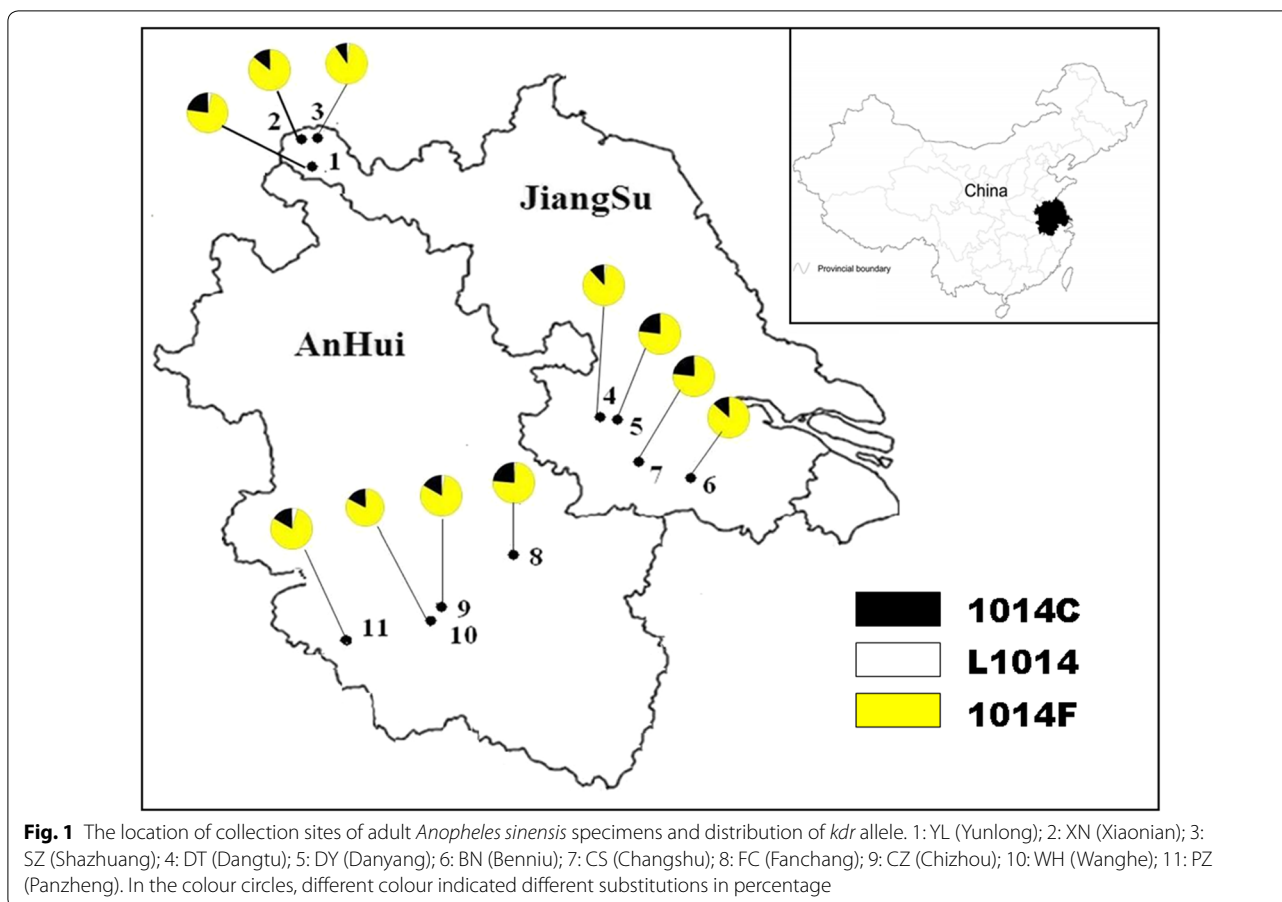 2
3
1
JiangSu
China
Provincial boundary
AnHui
4
5
7
6
8
9
10
11
1014C
L1014
1014F
Fig. 1 The location of collection sites of adult Anopheles sinensis specimens and distribution of kdr allele. 1: YL (Yunlong); 2: XN (Xiaonian); 3:
SZ (Shazhuang); 4: DT (Dangtu); 5: DY (Danyang); 6: BN (Benniu); 7: CS (Changshu); 8: FC (Fanchang); 9: CZ (Chizhou); 10: WH (Wanghe); 11: PZ
(Panzheng). In the colour circles, different colour indicated different substitutions in percentage